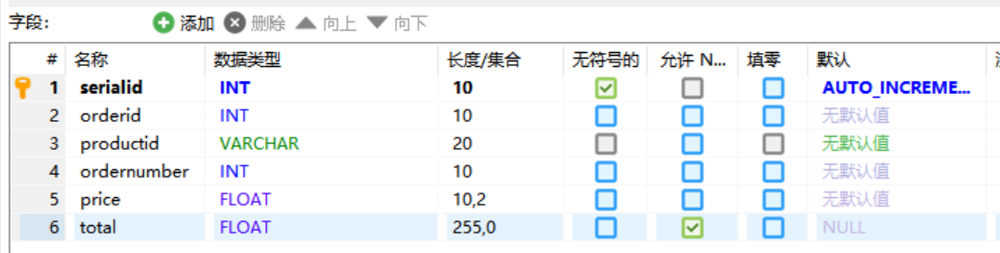 字段: 添加 删除 向上 向下
# 名称 数据类型 长度/集合 无符号的 允许 N... 填零 默认
1 serialid INT 10 AUTO_INCREME...
2 orderid INT 10 无默认值
3 productid VARCHAR 20 无默认值
4 ordernumber INT 10 无默认值
5 price FLOAT 10,2 无默认值
6 total FLOAT 255,0 NULL